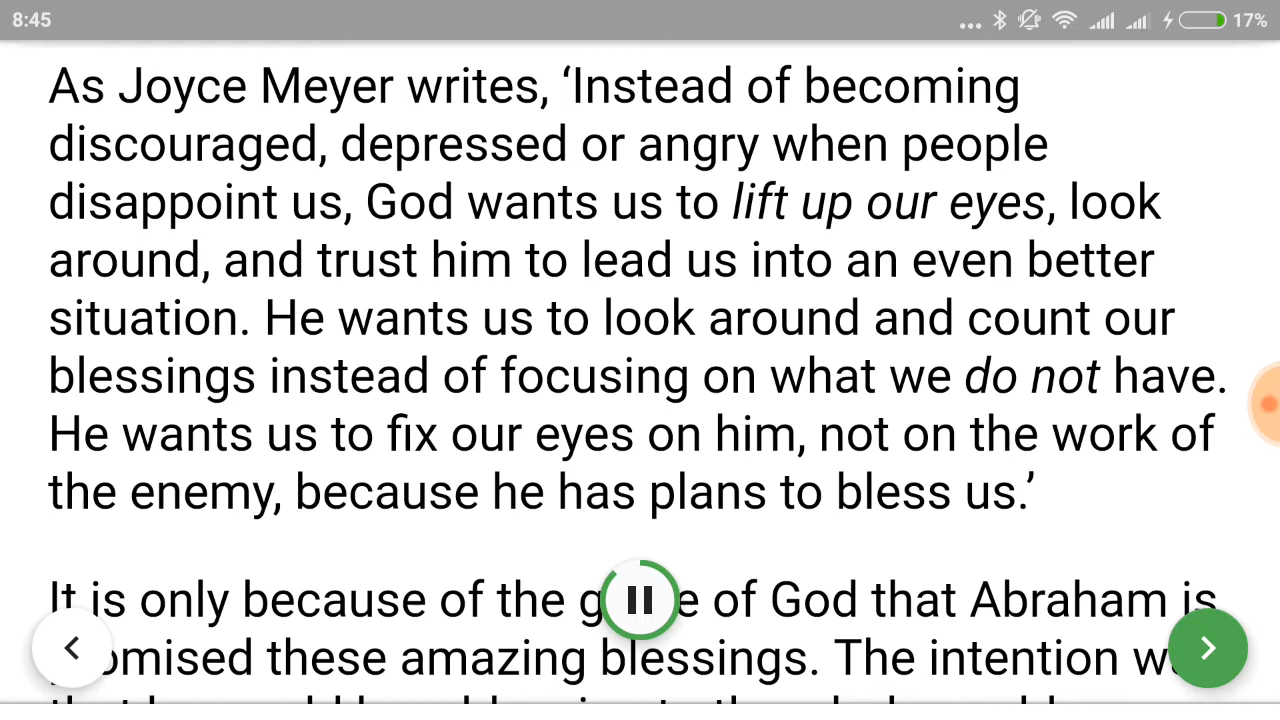 8:45
17%
As Joyce Meyer writes, ‘Instead of becoming
discouraged, depressed or angry when people
disappoint us, God wants us to lift up our eyes, look
around, and trust him to lead us into an even better
situation. He wants us to look around and count our
blessings instead of focusing on what we do not have.
He wants us to fix our eyes on him, not on the work of
the enemy, because he has plans to bless us.’
It is only because of the of God that Abraham is
these amazing blessings. The intention